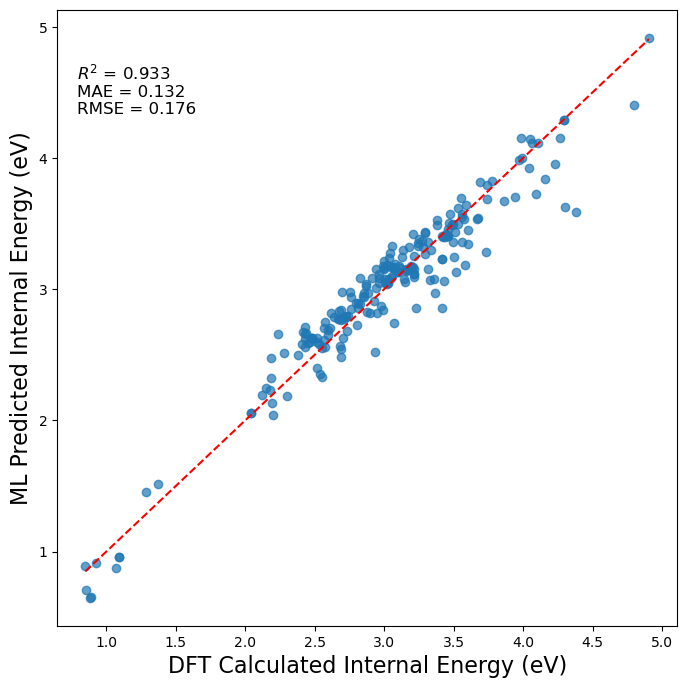 5
R² = 0.933
MAE = 0.132
RMSE = 0.176
4
3
2
1
ML Predicted Internal Energy (eV)
1.0 1.5 2.0 2.5 3.0 3.5 4.0 4.5 5.0
DFT Calculated Internal Energy (eV)